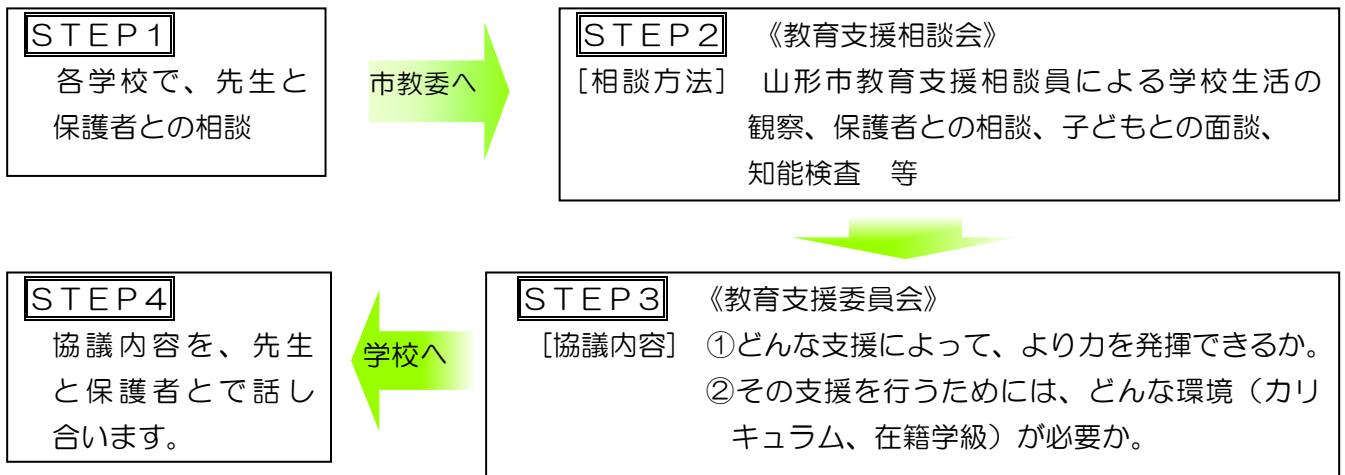 ＳＴＥＰ１
各学校で、先生と
保護者との相談
市教委へ
ＳＴＥＰ２　《教育支援相談会》
［相談方法］　山形市教育支援相談員による学校生活の
観察、保護者との相談、子どもとの面談、
知能検査　等
ＳＴＥＰ３　《教育支援委員会》
［協議内容］　①どんな支援によって、より力を発揮できるか。
②その支援を行うためには、どんな環境（カリ
キュラム、在籍学級）が必要か。
学校へ
ＳＴＥＰ４
協議内容を、先生
と保護者とで話し
合います。